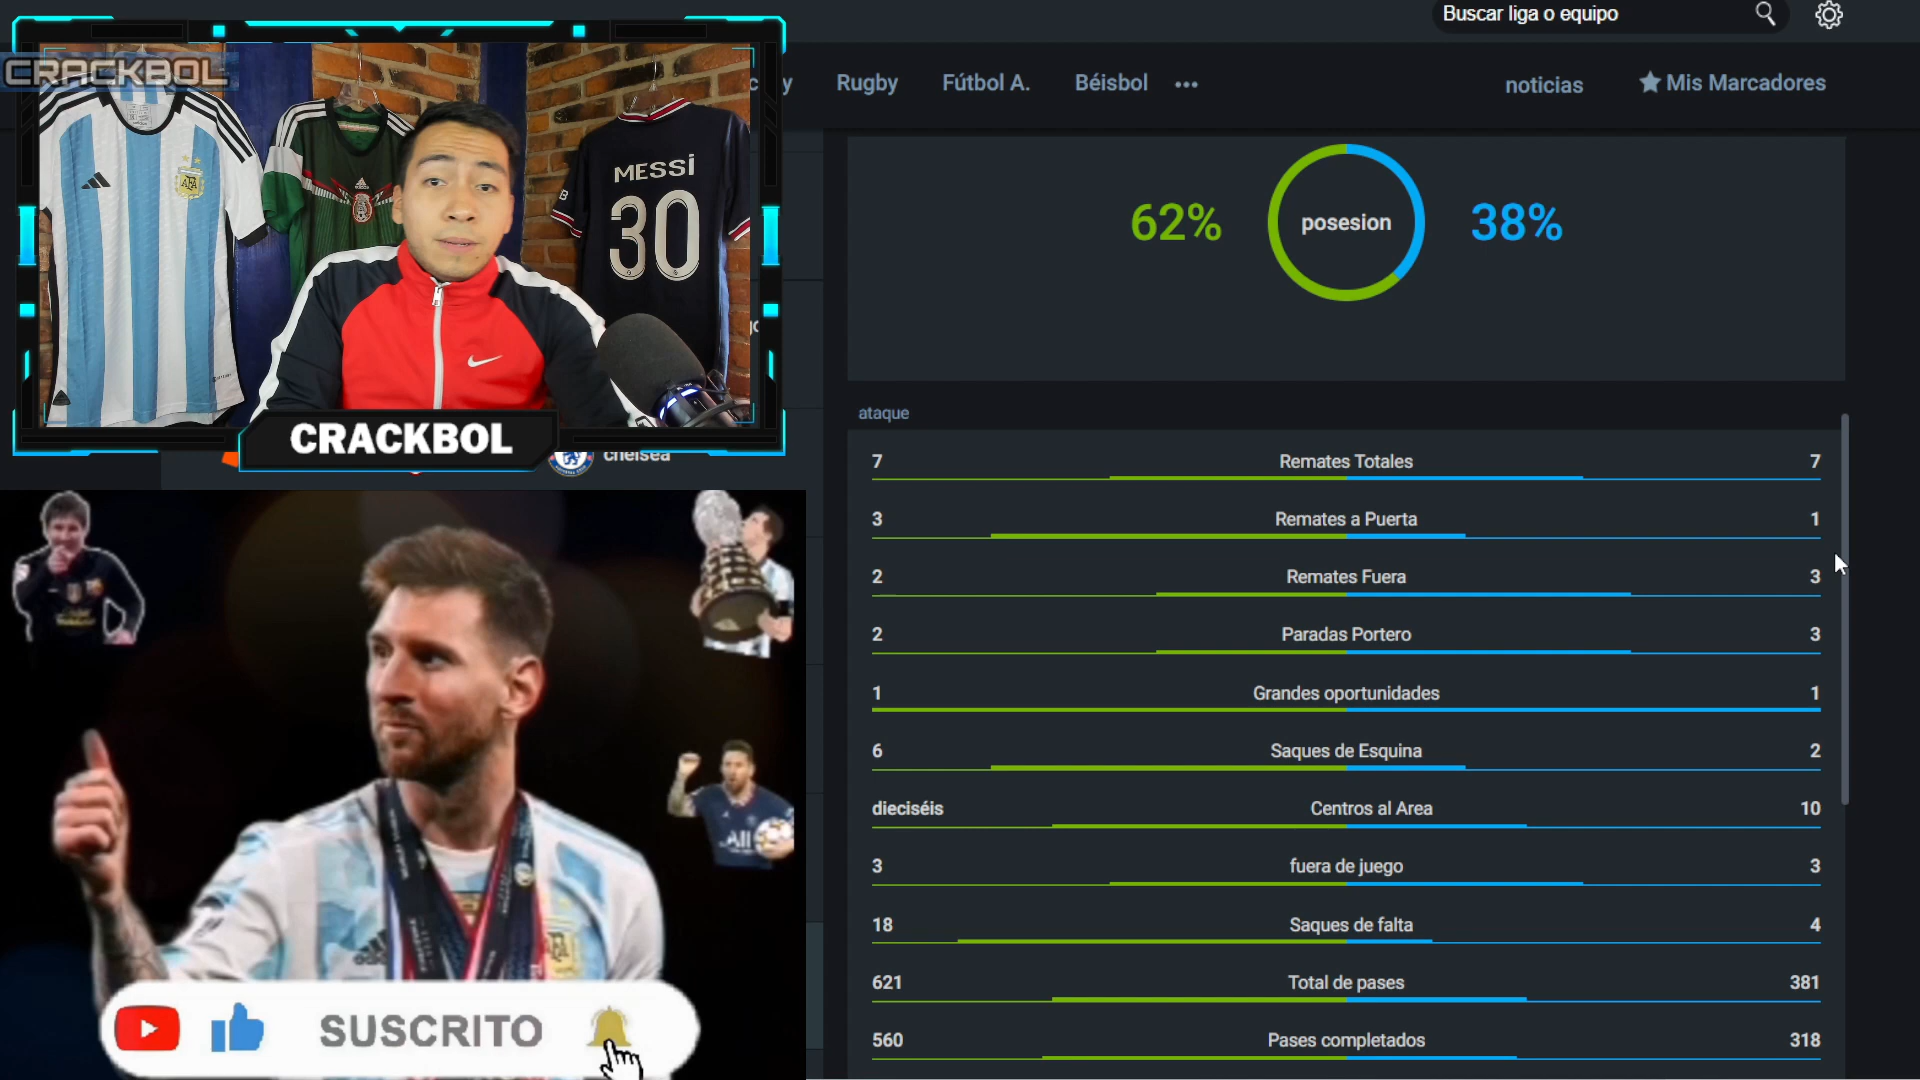 Buscar liga o equipo
CRACKBOL
Rugby
Fútbol A.
Béisbol
•••
noticias
Mis Marcadores
MESSI
30
AFA
62%
posesion
38%
ataque
CRACKBOL
chelsea
7 Remates Totales 7
3 Remates a Puerta 1
2 Remates Fuera 3
2 Paradas Portero 3
1 Grandes oportunidades 1
6 Saques de Esquina 2
dieciséis Centros al Area 10
3 fuera de juego 3
18 Saques de falta 4
621 Total de pases 381
560 Pases completados 318
SUSCRITO